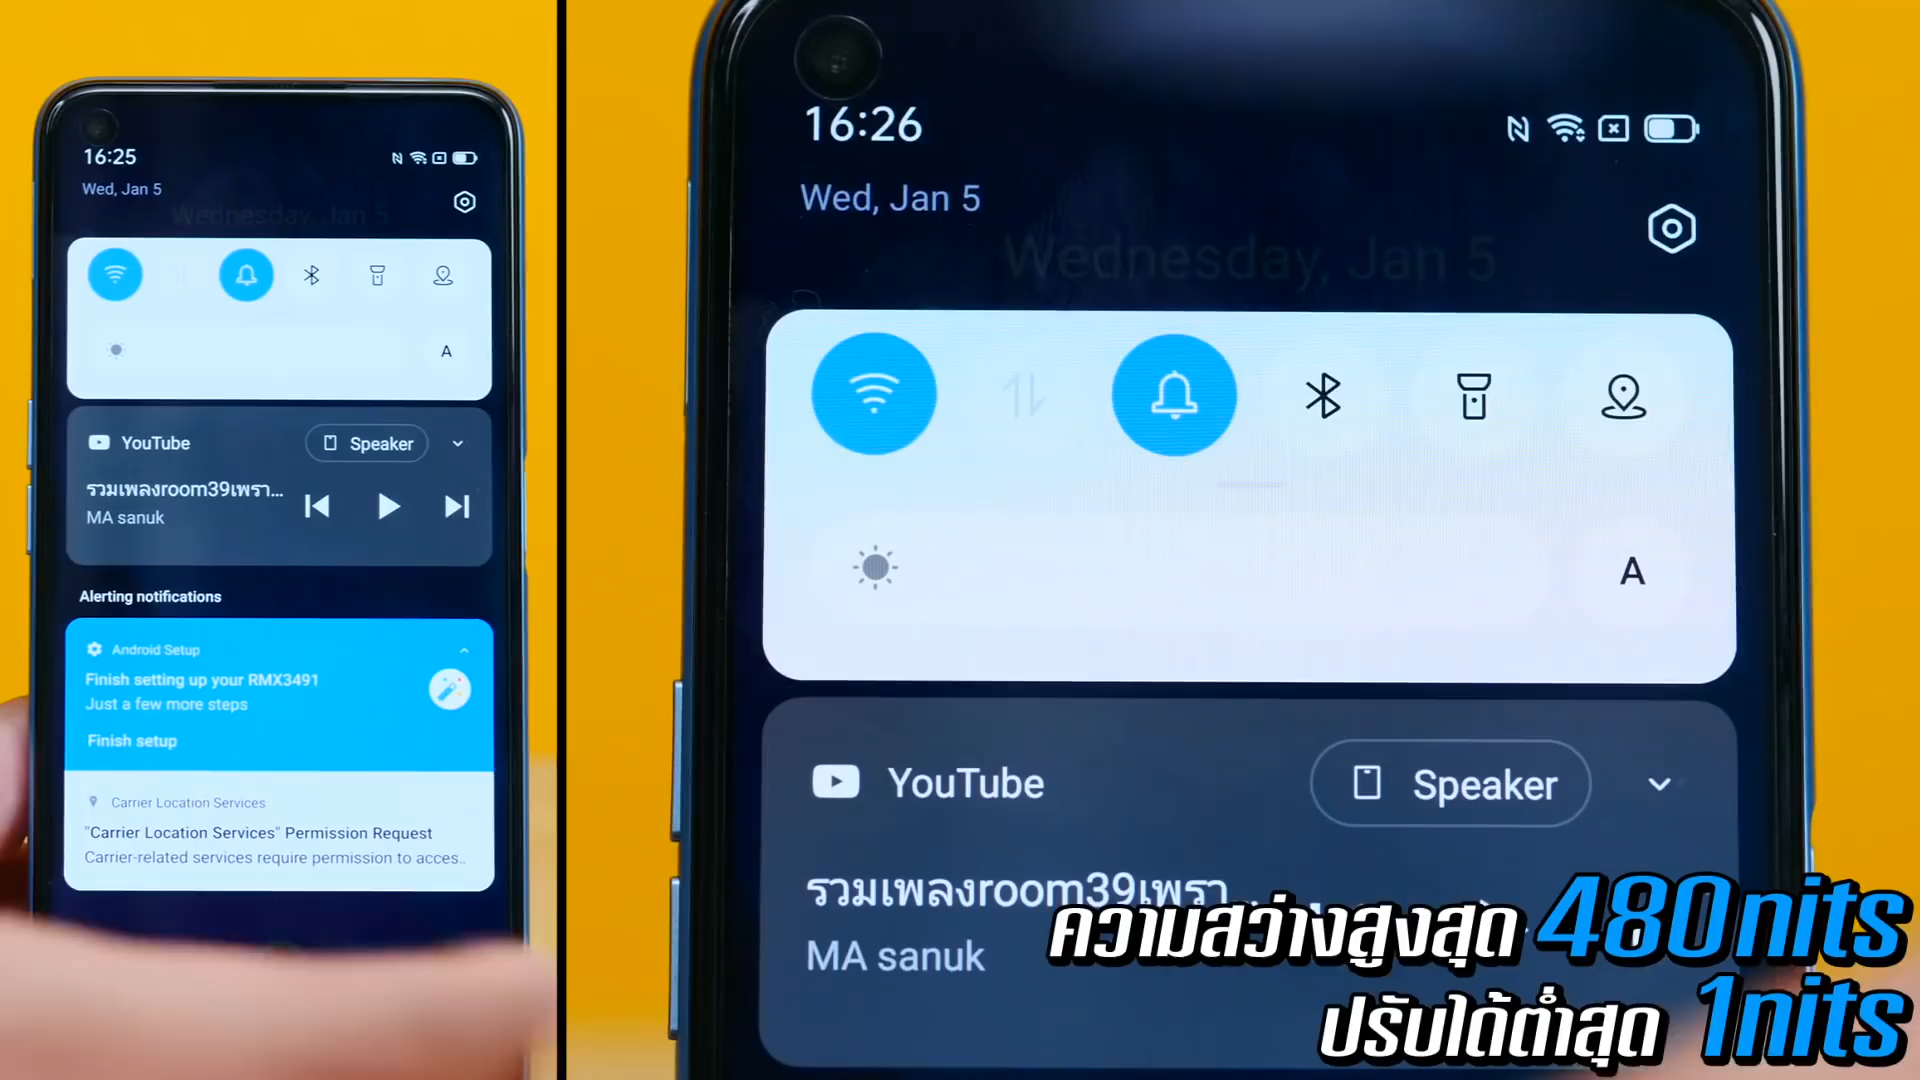 16:25
Wed, Jan 5
Wednesday, Jan 5
A
YouTube
Speaker
รวมเพลงroom39เพรา...
MA sanuk
Alerting notifications
Android Setup
Finish setting up your RMX3491
Just a few more steps
Finish setup
Carrier Location Services
"Carrier Location Services" Permission Request
Carrier-related services require permission to acces..
16:26
Wed, Jan 5
Wednesday, Jan 5
A
YouTube
Speaker
รวมเพลงroom39เพรา
MA sanuk
ความสว่างสูงสุด 480nits
ปรับได้ต่ำสุด 1nits